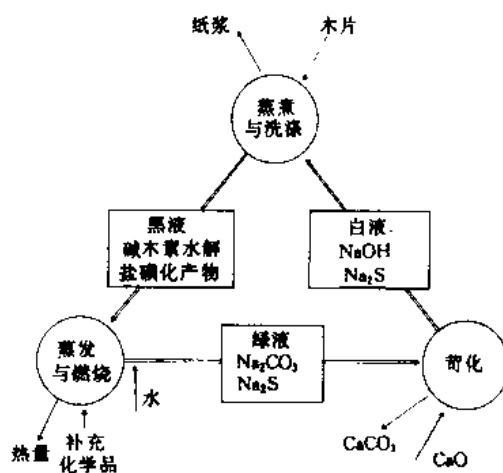 纸浆
木片
蒸煮
与洗涤
黑液
碱木素水解
盐磺化产物
白液
NaOH
Na₂S
蒸发
与燃烧
绿液
Na₂CO₃
Na₂S
苛化
水
热量
补充
化学品
CaCO₃
CaO